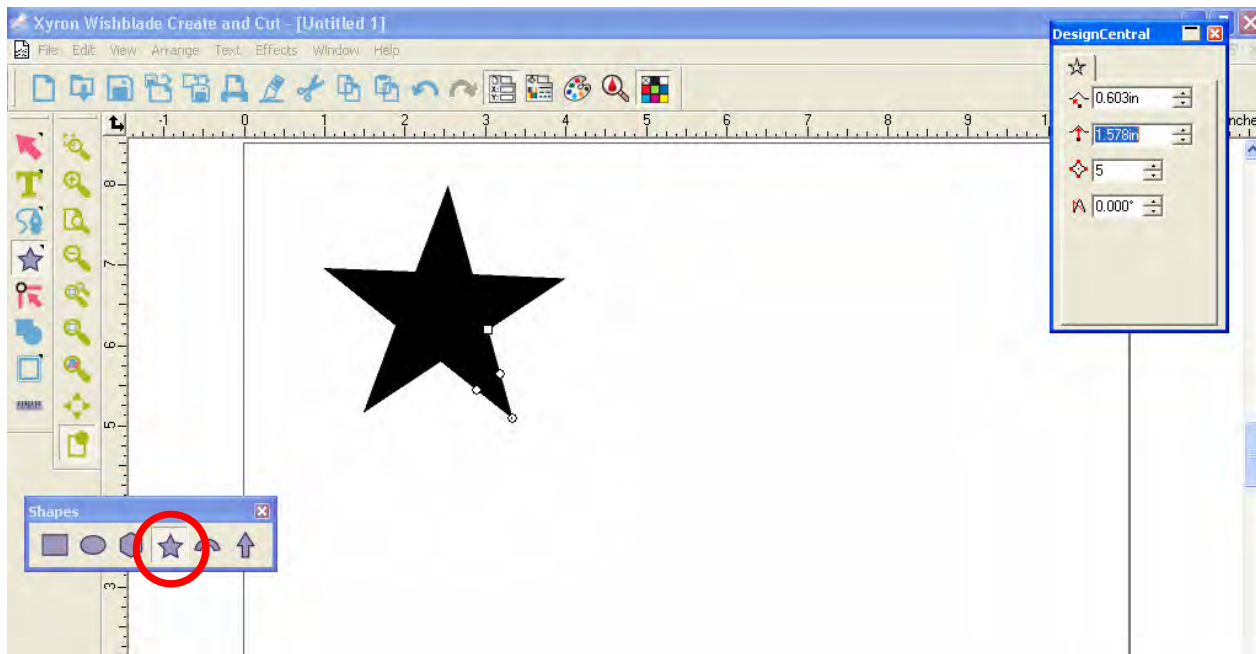 Xyron Wishblade Create and Cut - [Untitled 1]
File Edit View Arrange Text Effects Window Help
DesignCentral
0.603in
1.578in
5
0.000°
-1 0 1 2 3 4 5 6 7 8 9 1 nche
8
7
6
5
3
Shapes